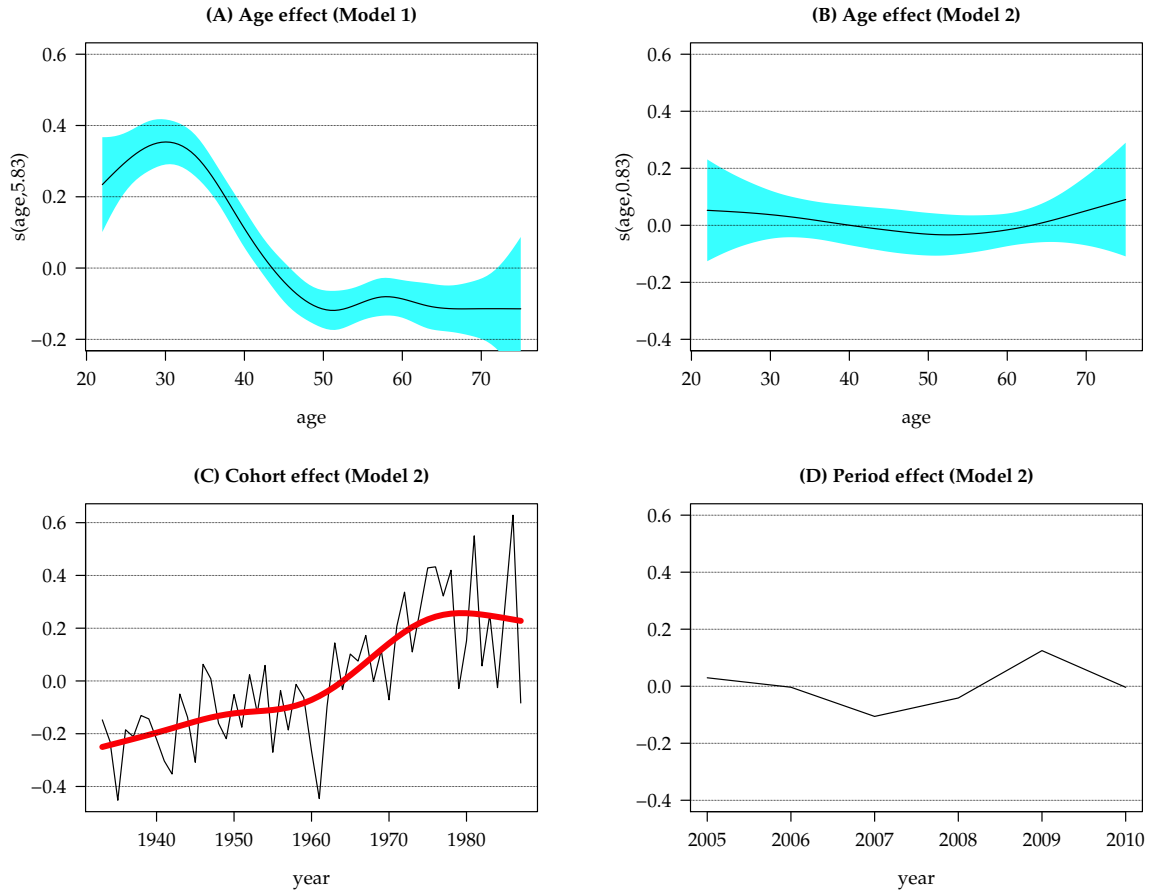 (A) Age effect (Model 1)
s(age,5.83)
0.6
0.4
0.2
0.0
−0.2
20 30 40 50 60 70
age
(B) Age effect (Model 2)
s(age,0.83)
0.6
0.4
0.2
0.0
−0.2
−0.4
20 30 40 50 60 70
age
(C) Cohort effect (Model 2)
0.6
0.4
0.2
0.0
−0.2
−0.4
1940 1950 1960 1970 1980
year
(D) Period effect (Model 2)
0.6
0.4
0.2
0.0
−0.2
−0.4
2005 2006 2007 2008 2009 2010
year